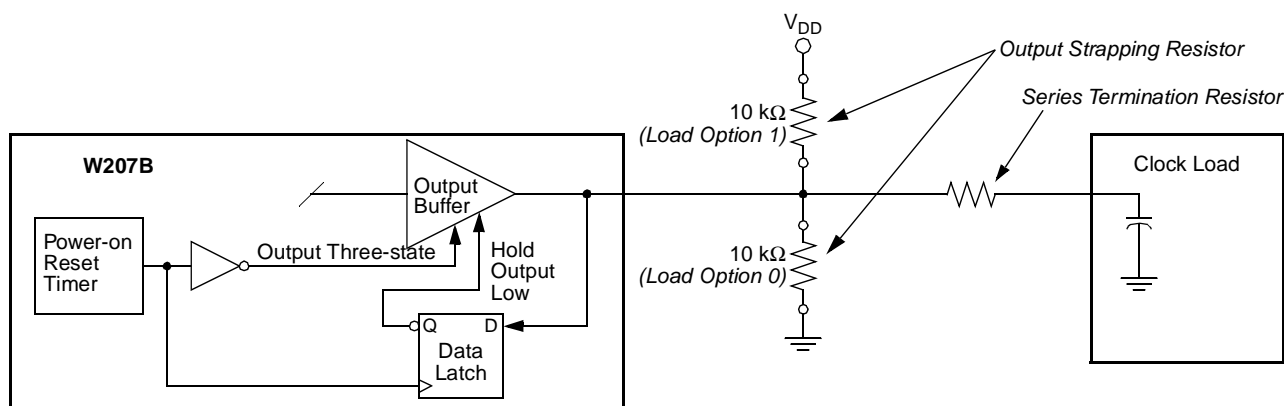 V_DD
Output Strapping Resistor
Series Termination Resistor
10 kΩ
(Load Option 1)
W207B
Output
Buffer
Clock Load
Power-on
Reset
Timer
Output Three-state
Hold
Output
Low
10 kΩ
(Load Option 0)
Q
D
Data
Latch